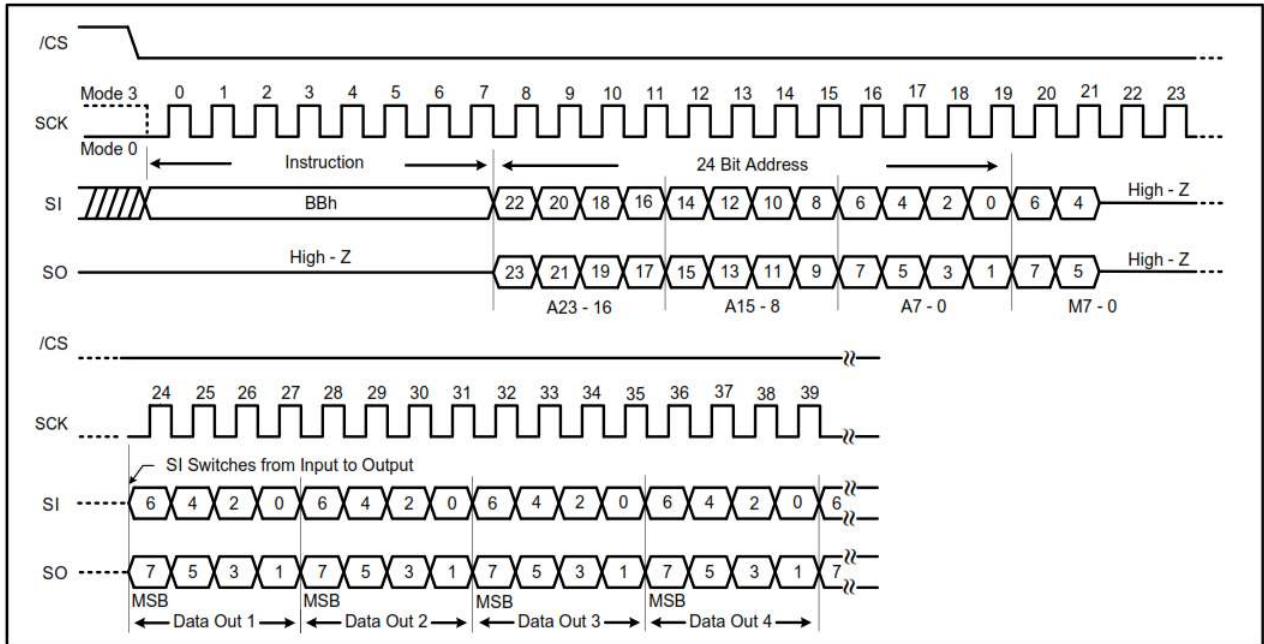 /CS
Mode 3 0 1 2 3 4 5 6 7 8 9 10 11 12 13 14 15 16 17 18 19 20 21 22 23
SCK
Mode 0
Instruction 24 Bit Address
SI BBh 22 20 18 16 14 12 10 8 6 4 2 0 6 4 High - Z
SO High - Z 23 21 19 17 15 13 11 9 7 5 3 1 7 5 High - Z
A23 - 16 A15 - 8 A7 - 0 M7 - 0
/CS
24 25 26 27 28 29 30 31 32 33 34 35 36 37 38 39
SCK
SI Switches from Input to Output
SI 6 4 2 0 6 4 2 0 6 4 2 0 6 4 2 0 6
SO 7 5 3 1 7 5 3 1 7 5 3 1 7 5 3 1 7
MSB MSB MSB MSB
Data Out 1 Data Out 2 Data Out 3 Data Out 4